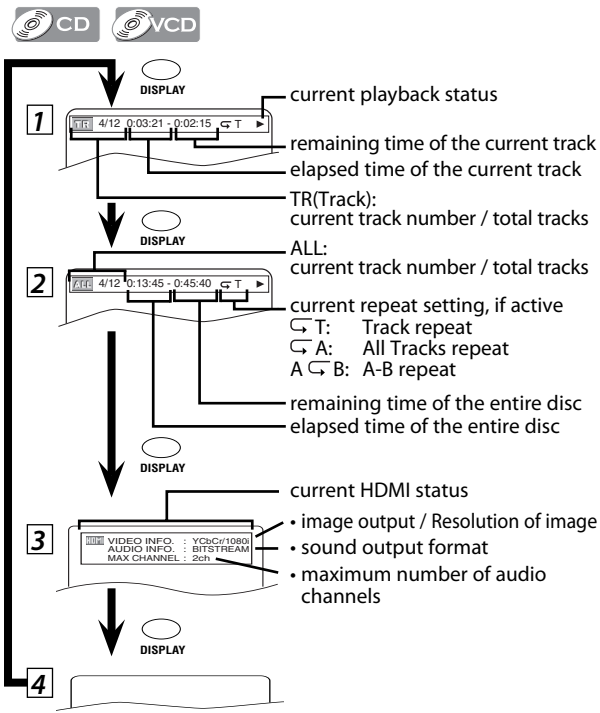 CD VCD
DISPLAY
1
TR 4/12 0:03:21 - 0:02:15 T
current playback status
remaining time of the current track
elapsed time of the current track
TR(Track):
current track number / total tracks
DISPLAY
2
ALL 4/12 0:13:45 - 0:45:40 T
ALL:
current track number / total tracks
current repeat setting, if active
T: Track repeat
A: All Tracks repeat
A B: A-B repeat
remaining time of the entire disc
elapsed time of the entire disc
DISPLAY
3
current HDMI status
HDMI VIDEO INFO. : YCbCr/1080i
AUDIO INFO. : BITSTREAM
MAX CHANNEL : 2ch
• image output / Resolution of image
• sound output format
• maximum number of audio
channels
DISPLAY
4